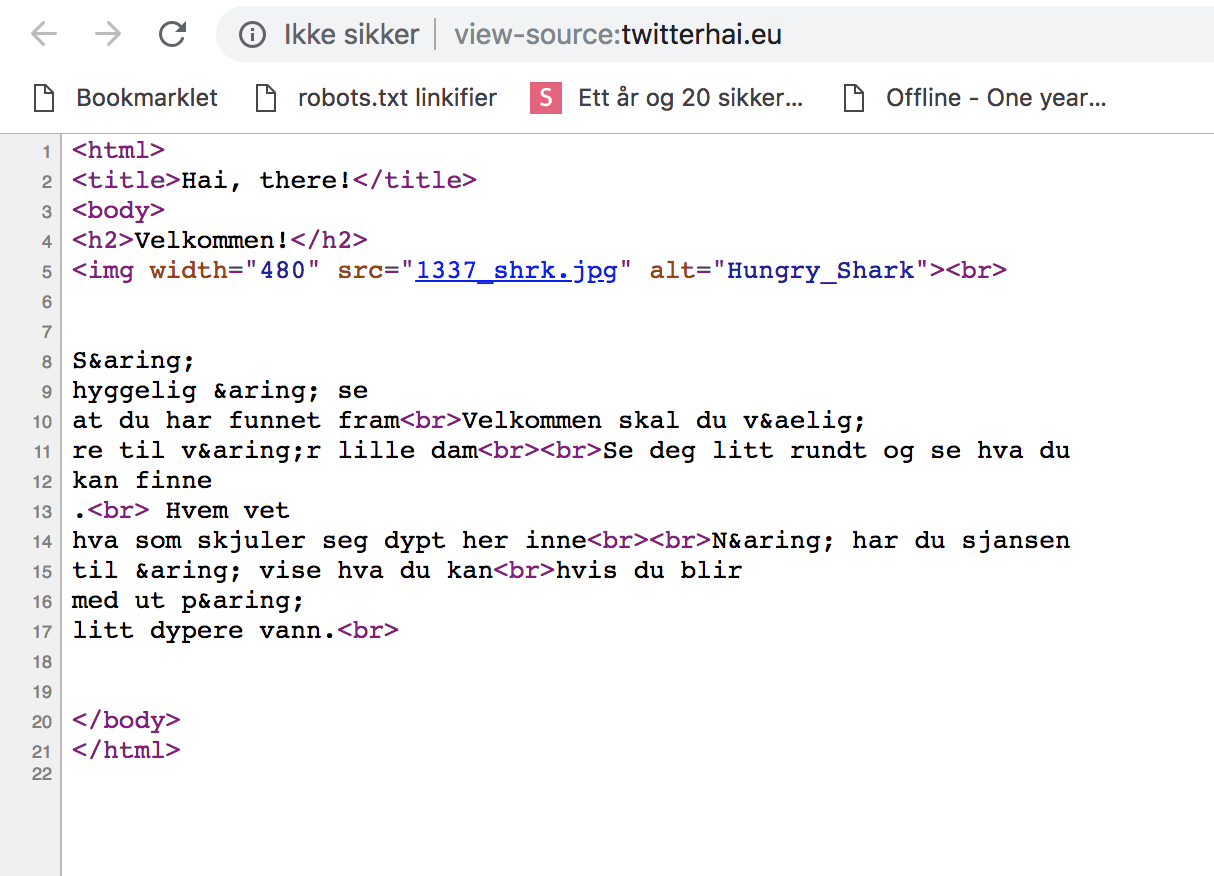 Ikke sikker view-source:twitterhai.eu
Bookmarklet robots.txt linkifier S Ett år og 20 sikker... Offline - One year...
1 <html>
2 <title>Hai, there!</title>
3 <body>
4 <h2>Velkommen!</h2>
5 <img width="480" src="1337_shrk.jpg" alt="Hungry_Shark"><br>
6
7
8 S&aring;
9 hyggelig &aring; se
10 at du har funnet fram<br>Velkommen skal du v&aelig;
11 re til v&aring;r lille dam<br><br>Se deg litt rundt og se hva du
12 kan finne
13 .<br> Hvem vet
14 hva som skjuler seg dypt her inne<br><br>N&aring; har du sjansen
15 til &aring; vise hva du kan<br>hvis du blir
16 med ut p&aring;
17 litt dypere vann.<br>
18
19
20 </body>
21 </html>
22